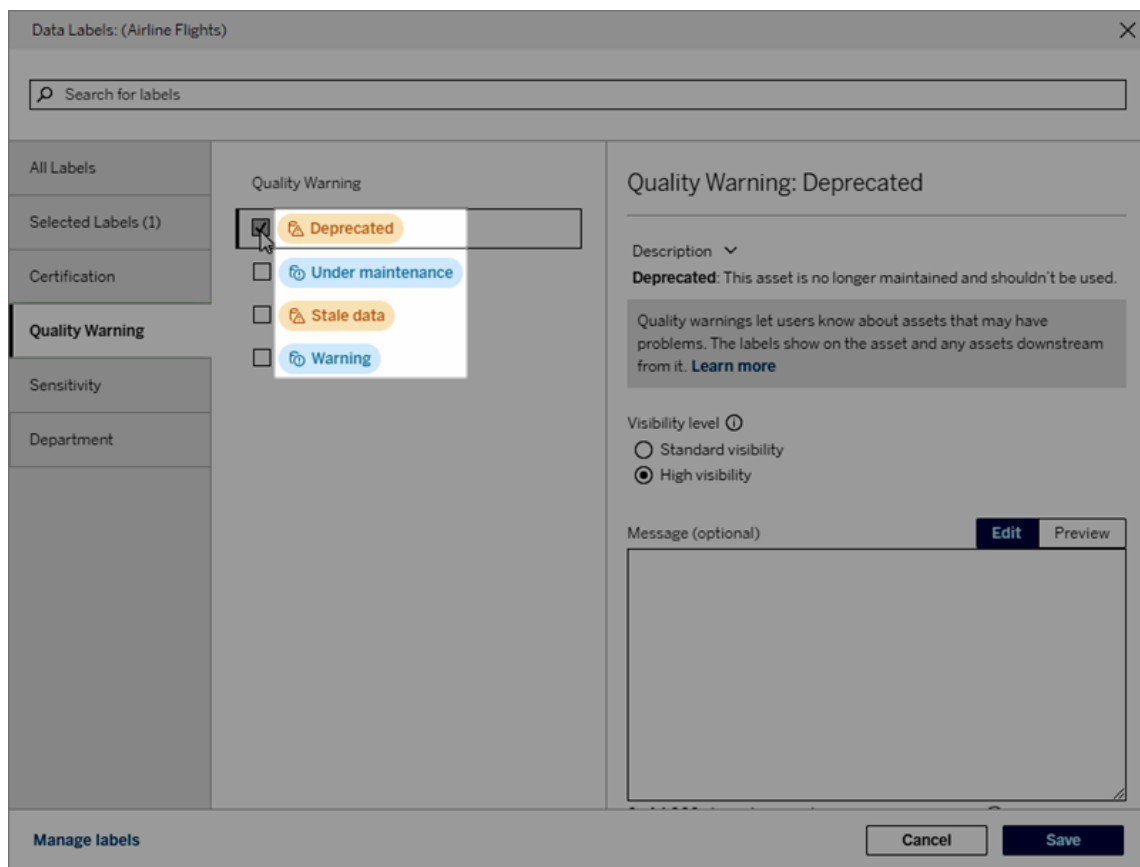 Data Labels: (Airline Flights)
Search for labels
All Labels
Selected Labels (1)
Certification
Quality Warning
Sensitivity
Department
Quality Warning
Deprecated
Under maintenance
Stale data
Warning
Quality Warning: Deprecated
Description
Deprecated: This asset is no longer maintained and shouldn't be used.
Quality warnings let users know about assets that may have
problems. The labels show on the asset and any assets downstream
from it. Learn more
Visibility level
Standard visibility
High visibility
Message (optional)
Edit
Preview
Manage labels
Cancel
Save